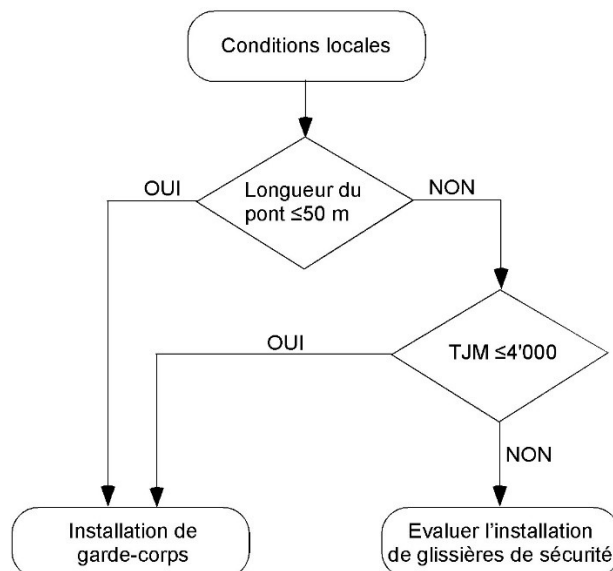 Conditions locales
OUI
Longueur du
pont ≤50 m
NON
OUI
TJM ≤4'000
NON
Installation de
garde-corps
Evaluer l'installation
de glissières de sécurité